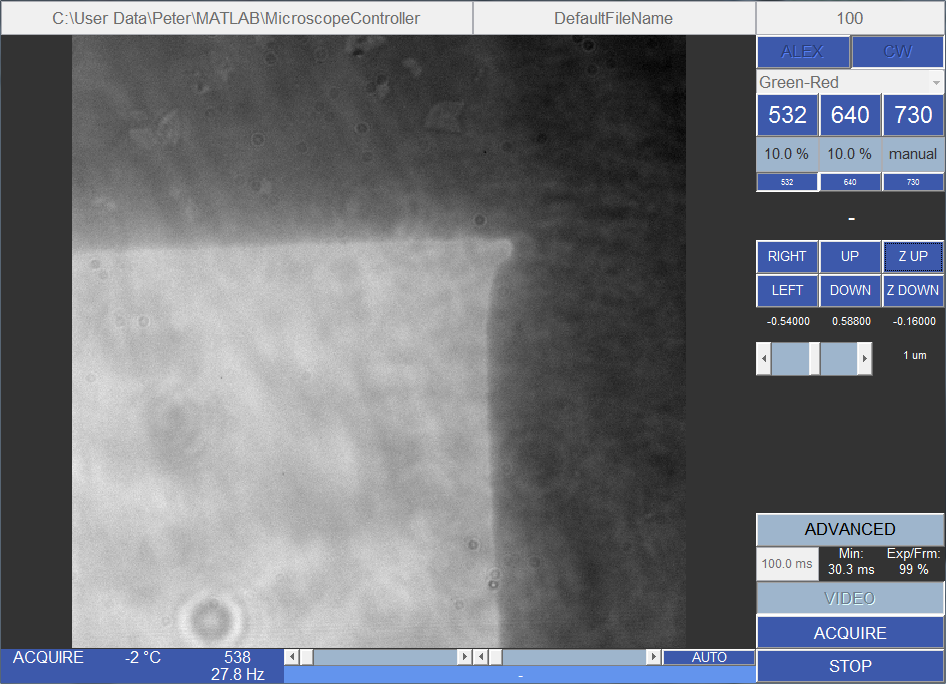 C:\User Data\Peter\MATLAB\MicroscopeController DefaultFileName 100
ALEX CW
Green-Red
532 640 730
10.0 % 10.0 % manual
532 640 730
-
RIGHT UP Z UP
LEFT DOWN Z DOWN
-0.54000 0.58800 -0.16000
1 um
ADVANCED
100.0 ms Min: 30.3 ms Exp/Frm: 99 %
VIDEO
ACQUIRE
STOP
ACQUIRE -2 °C 538 AUTO
27.8 Hz -